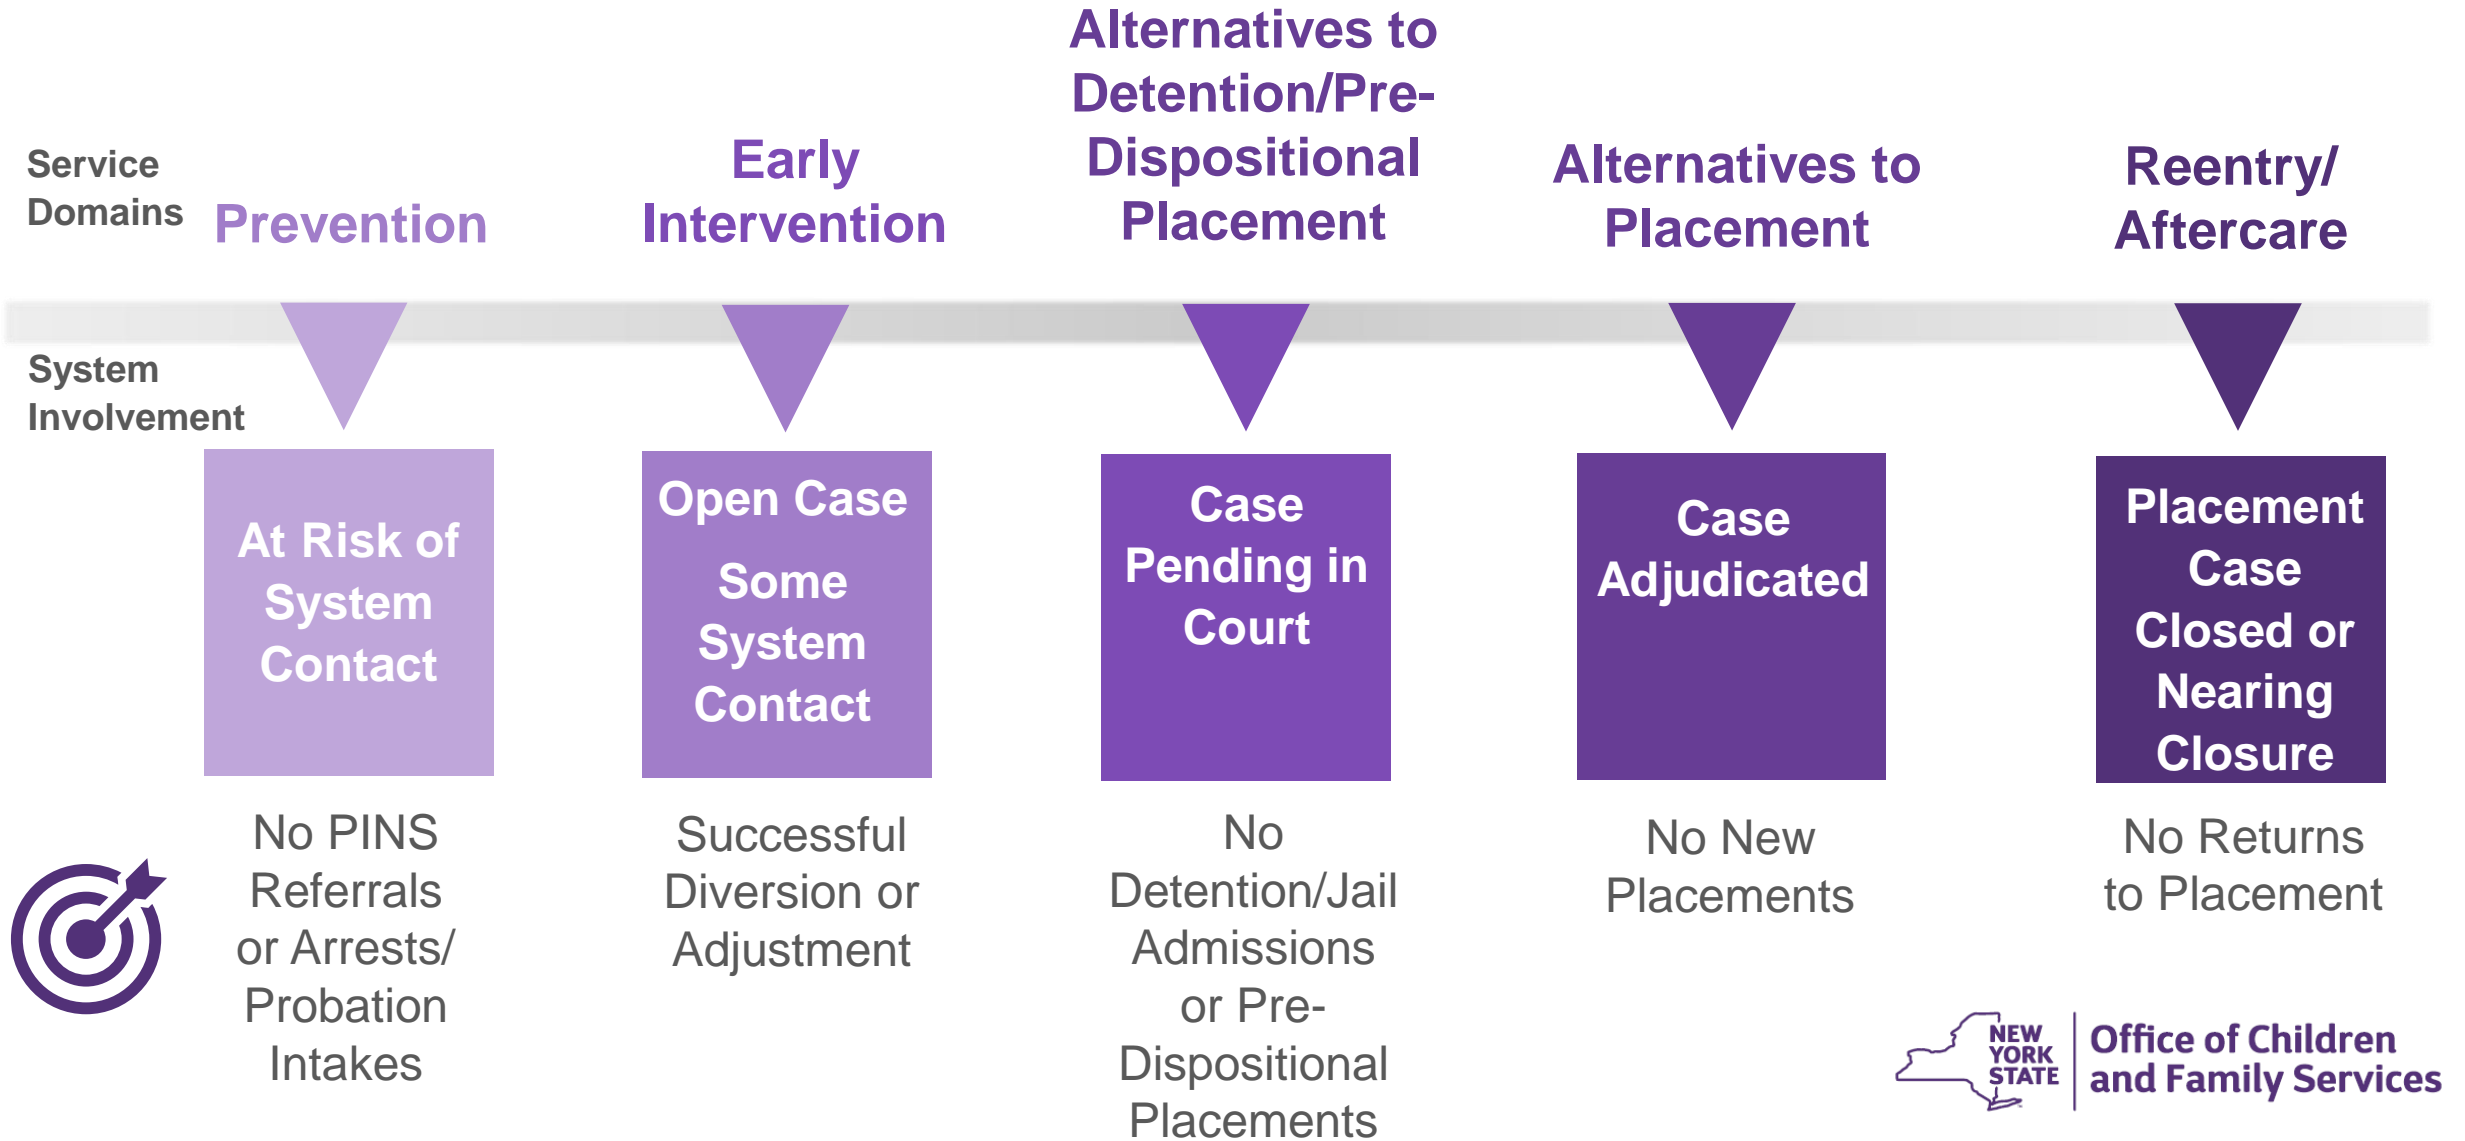 Service
Domains
Prevention
Early
Intervention
Alternatives to
Detention/Pre-
Dispositional
Placement
Alternatives to
Placement
Reentry/
Aftercare
System
Involvement
At Risk of
System
Contact
Open Case
Some
System
Contact
Case
Pending in
Court
Case
Adjudicated
Placement
Case
Closed or
Nearing
Closure
No PINS
Referrals
or Arrests/
Probation
Intakes
Successful
Diversion or
Adjustment
No
Detention/Jail
Admissions
or Pre-
Dispositional
Placements
No New
Placements
No Returns
to Placement
NEW
YORK
STATE
Office of Children
and Family Services